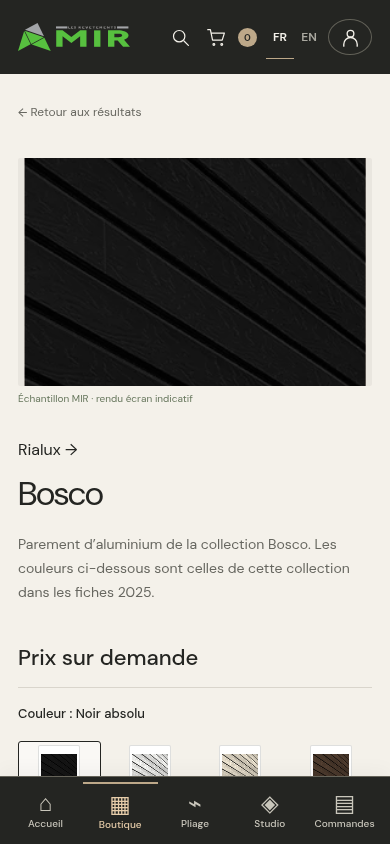 LES REVÊTEMENTS
MIR
0
FR
EN
← Retour aux résultats
Échantillon MIR · rendu écran indicatif
Rialux →
Bosco
Parement d’aluminium de la collection Bosco. Les
couleurs ci-dessous sont celles de cette collection
dans les fiches 2025.
Prix sur demande
Couleur : Noir absolu
Accueil
Boutique
Pliage
Studio
Commandes